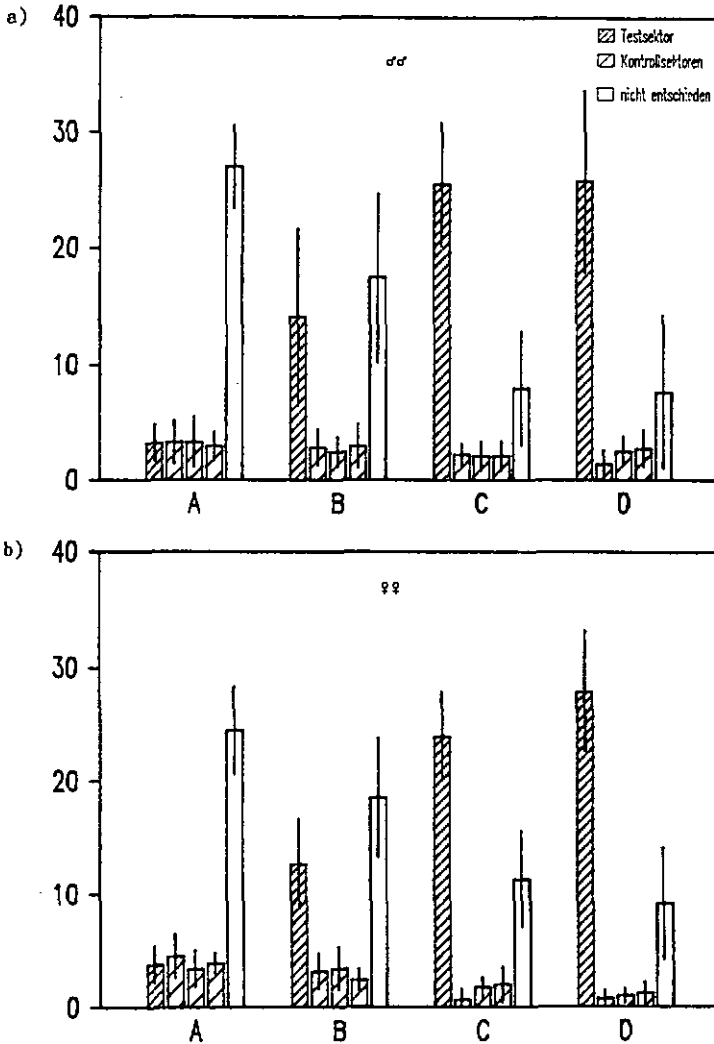 a)
40
30
20
10
0
♂♂
Testsektor
Kontrollsektoren
nicht entschieden
A B C D
b)
40
30
20
10
0
♀♀
A B C D